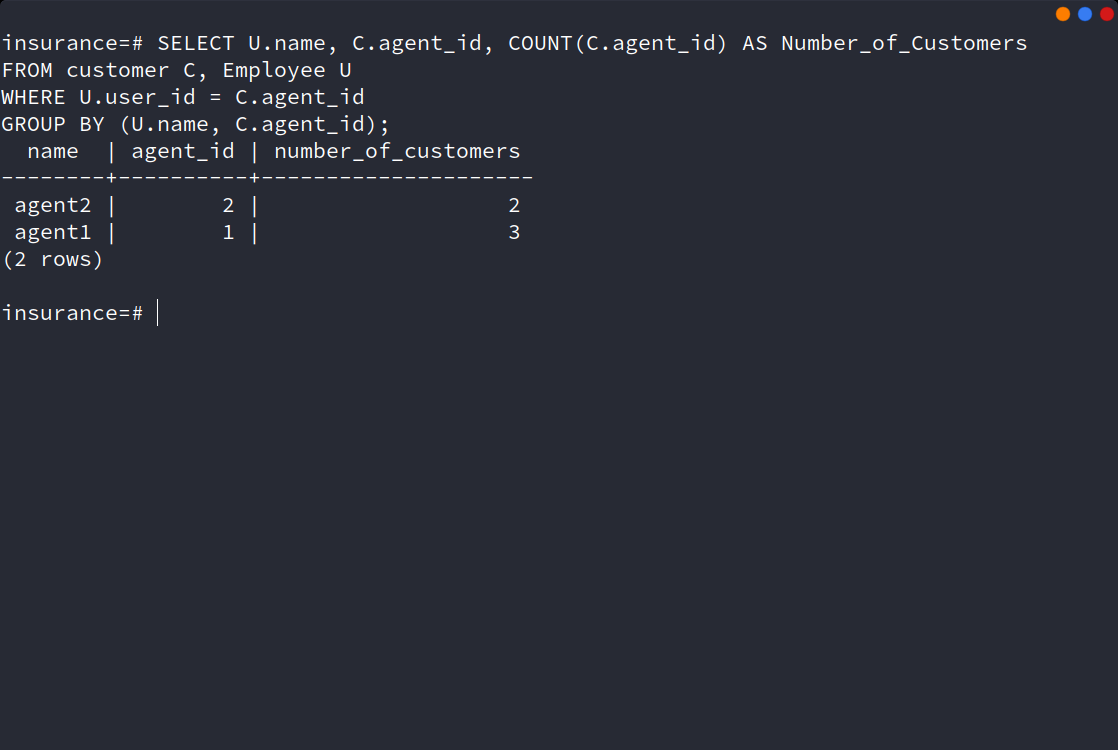 insurance=# SELECT U.name, C.agent_id, COUNT(C.agent_id) AS Number_of_Customers
FROM customer C, Employee U
WHERE U.user_id = C.agent_id
GROUP BY (U.name, C.agent_id);
  name  | agent_id | number_of_customers
--------+----------+---------------------
 agent2 |        2 |                   2
 agent1 |        1 |                   3
(2 rows)

insurance=#